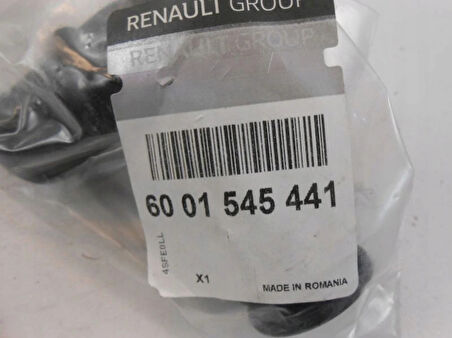 RENAULT GROUP
RENAULT GROUP
60 01 545 441
4SFE0LL
X1
MADE IN ROMANIA